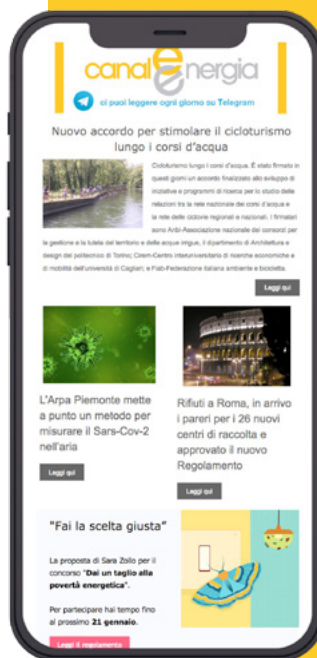 canale energia
ci puoi leggere ogni giorno su Telegram
Nuovo accordo per stimolare il cicloturismo
lungo i corsi d'acqua
Cicloturismo lungo i corsi d'acqua. È stato firmato in
questi giorni un accordo finalizzato allo sviluppo di
iniziative e programmi di ricerca per lo studio delle
relazioni tra la rete nazionale dei corsi d'acqua e
la rete delle ciclovie regionali e nazionali. I firmatari
sono Anbi-Associazione nazionale dei consorzi per
la gestione e la tutela del territorio e delle acque irrigue, il dipartimento di Architettura e
design del politecnico di Torino; Cirem-Centro interuniversitario di ricerche economiche e
di mobilità dell'università di Cagliari; e Fiab-Federazione italiana ambiente e bicicletta.
Leggi qui
L'Arpa Piemonte mette
a punto un metodo per
misurare il Sars-Cov-2
nell'aria
Leggi qui
Rifiuti a Roma, in arrivo
i pareri per i 26 nuovi
centri di raccolta e
approvato il nuovo
Regolamento
Leggi qui
"Fai la scelta giusta"
La proposta di Sara Zollo per il
concorso "Dai un taglio alla
povertà energetica".
Per partecipare hai tempo fino
al prossimo 21 gennaio.
Leggi il regolamento